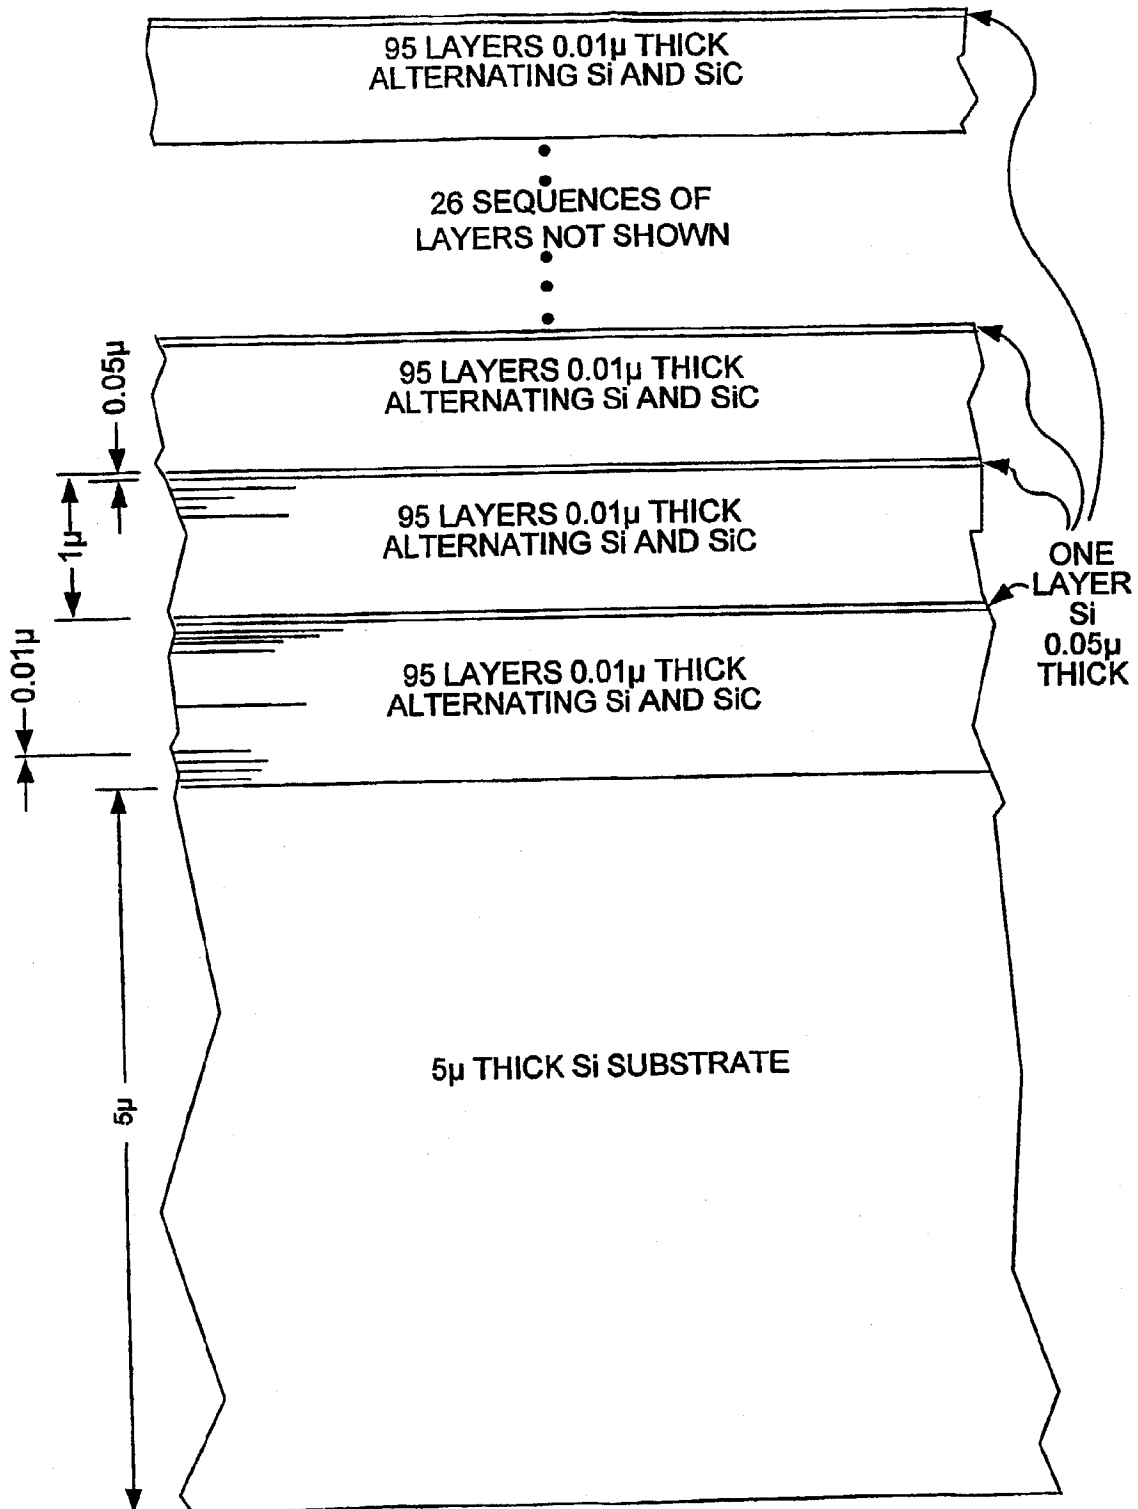 95 LAYERS 0.01µ THICK
ALTERNATING Si AND SiC
26 SEQUENCES OF
LAYERS NOT SHOWN
0.05µ
95 LAYERS 0.01µ THICK
ALTERNATING Si AND SiC
1µ
95 LAYERS 0.01µ THICK
ALTERNATING Si AND SiC
ONE
LAYER
Si
0.05µ
THICK
0.01µ
95 LAYERS 0.01µ THICK
ALTERNATING Si AND SiC
5µ THICK Si SUBSTRATE
5µ